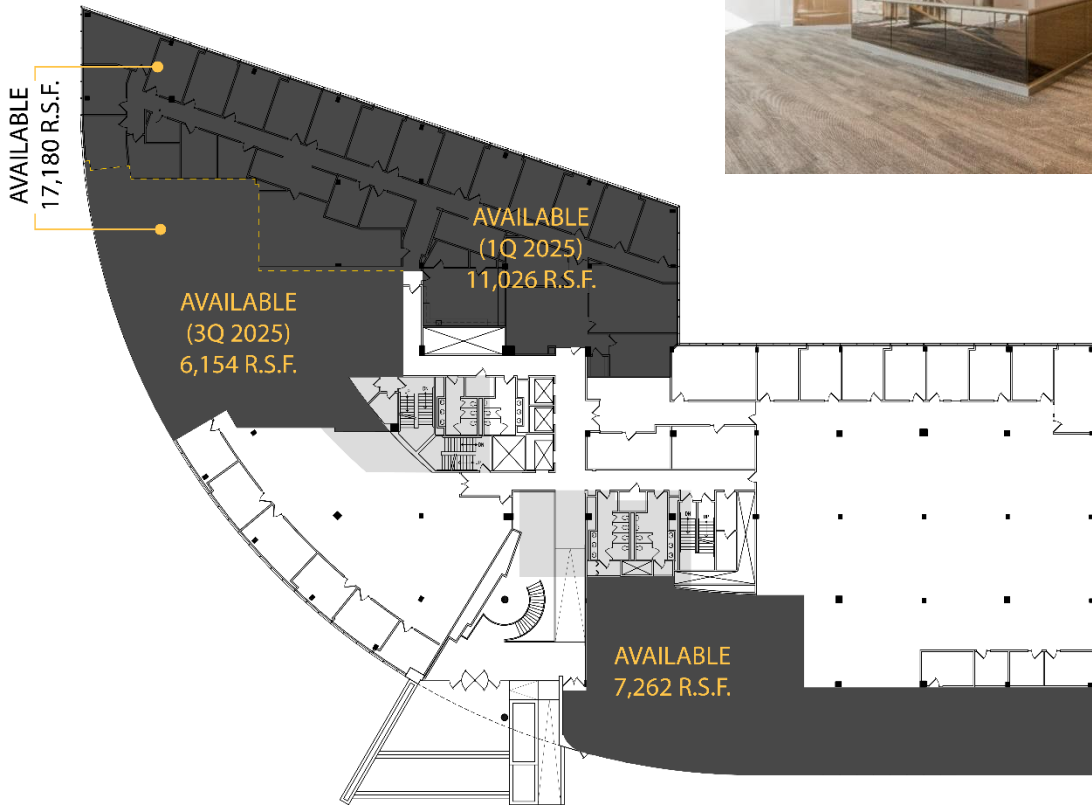 AVAILABLE
17,180 R.S.F.
AVAILABLE
(1Q 2025)
11,026 R.S.F.
AVAILABLE
(3Q 2025)
6,154 R.S.F.
AVAILABLE
7,262 R.S.F.